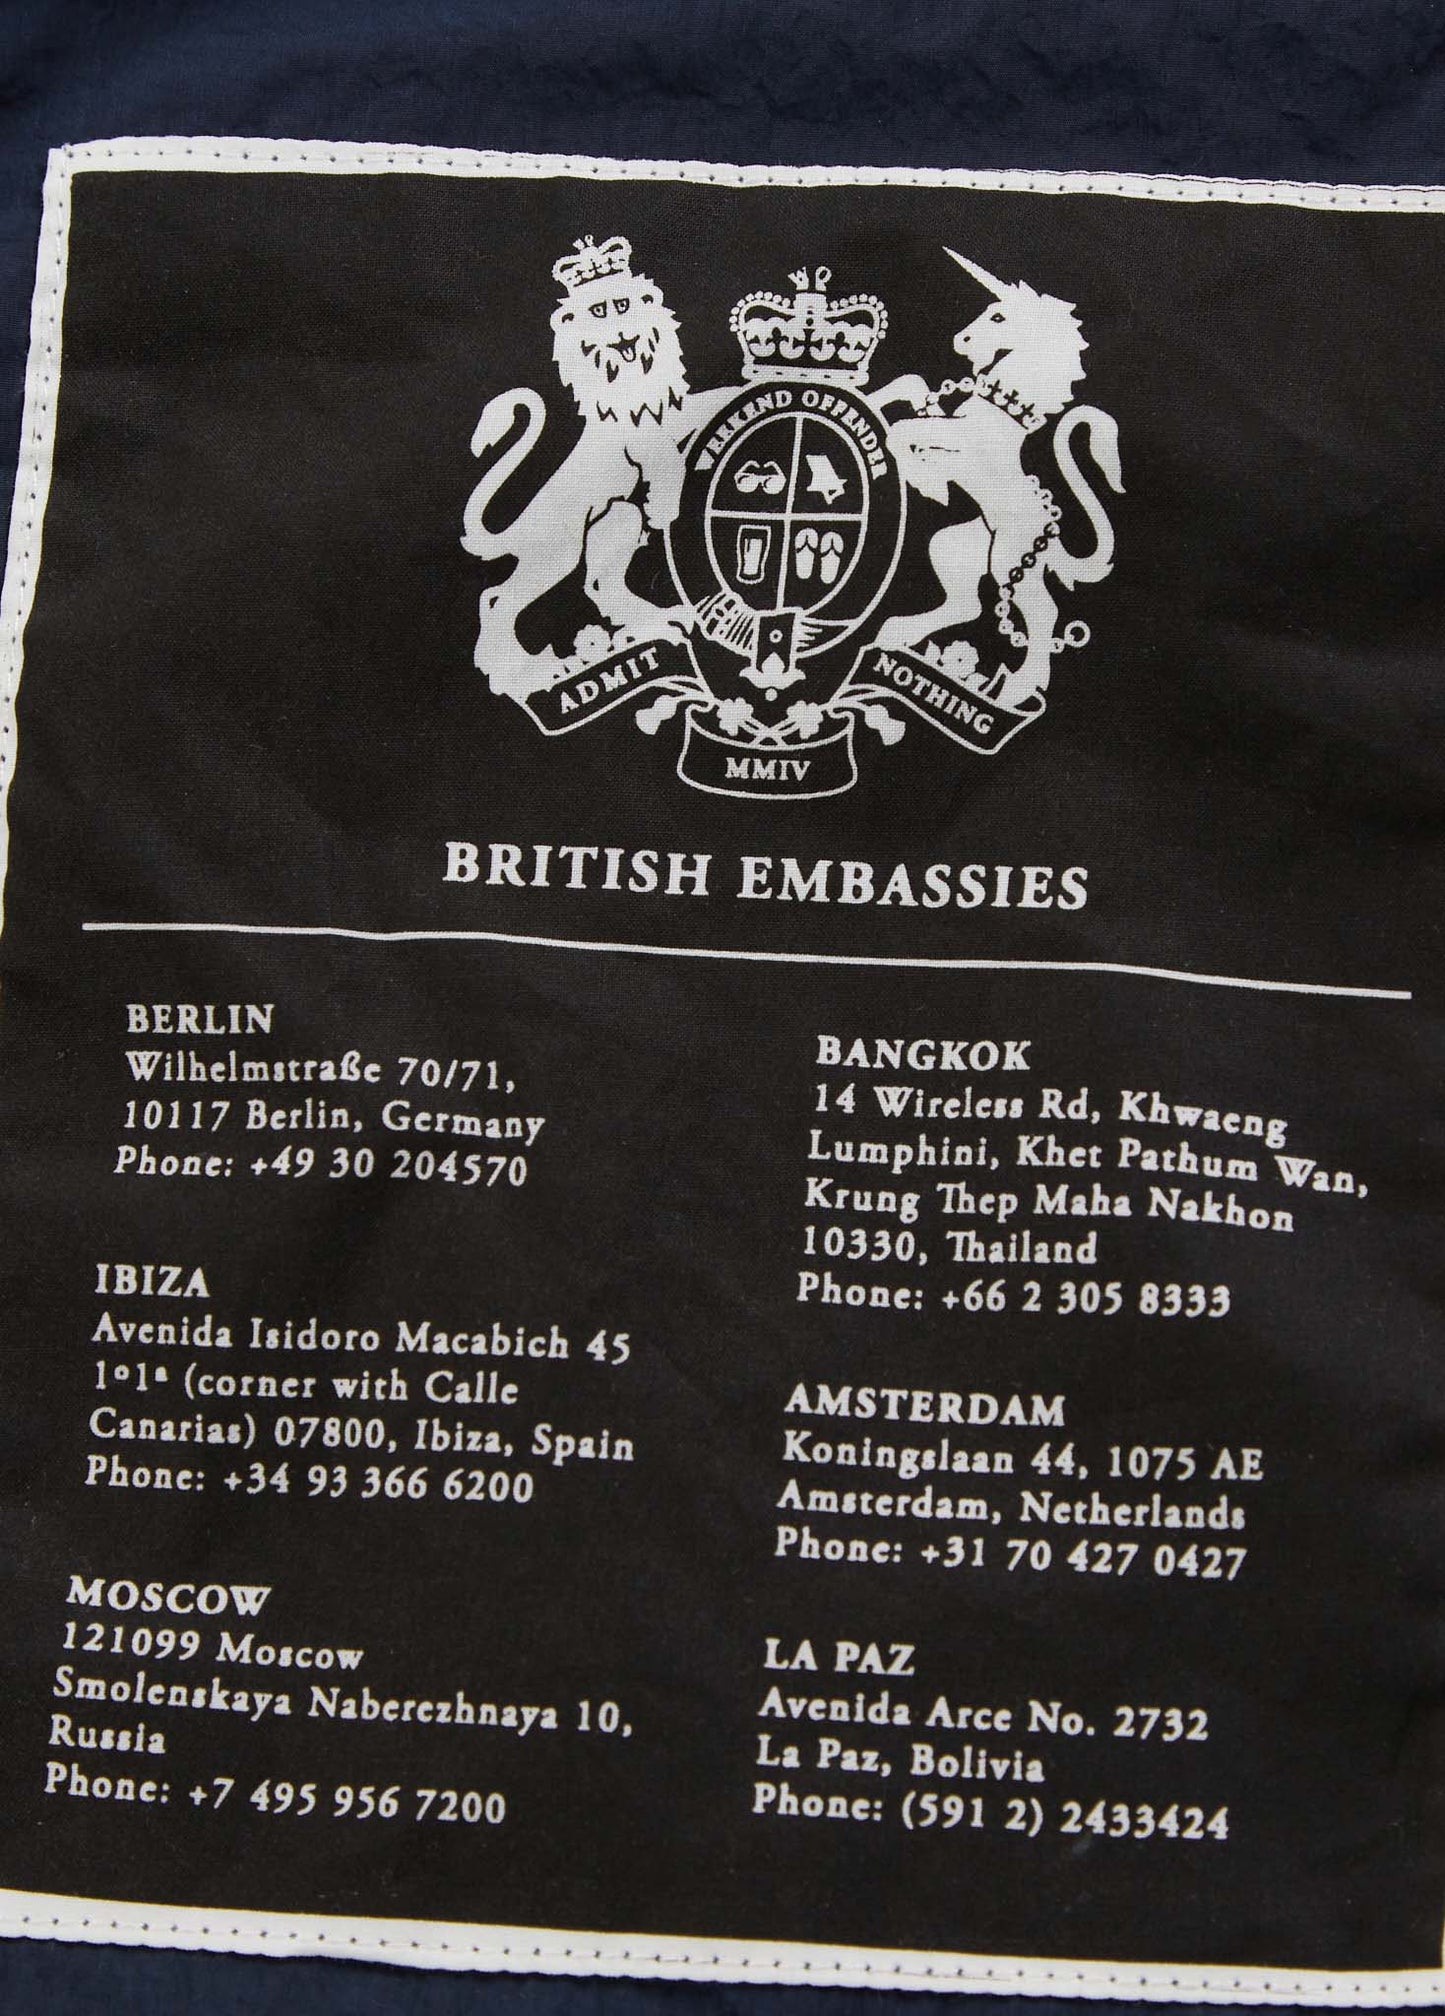 WO
WEEKEND OFFENDER
ADMIT
NOTHING
MMIV
BRITISH EMBASSIES
BERLIN
Wilhelmstraße 70/71,
10117 Berlin, Germany
Phone: +49 30 204570
IBIZA
Avenida Isidoro Macabich 45
1º1ª (corner with Calle
Canarias) 07800, Ibiza, Spain
Phone: +34 93 366 6200
MOSCOW
121099 Moscow
Smolenskaya Naberezhnaya 10,
Russia
Phone: +7 495 956 7200
BANGKOK
14 Wireless Rd, Khwaeng
Lumphini, Khet Pathum Wan,
Krung Thep Maha Nakhon
10330, Thailand
Phone: +66 2 305 8333
AMSTERDAM
Koningslaan 44, 1075 AE
Amsterdam, Netherlands
Phone: +31 70 427 0427
LA PAZ
Avenida Arce No. 2732
La Paz, Bolivia
Phone: (591 2) 2433424